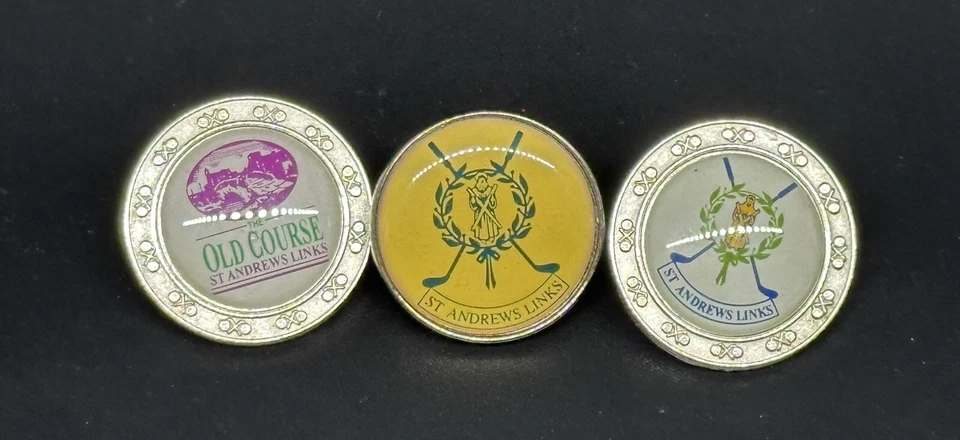 THE
OLD COURSE
ST ANDREWS LINKS
ST ANDREWS LINKS
ST ANDREWS LINKS